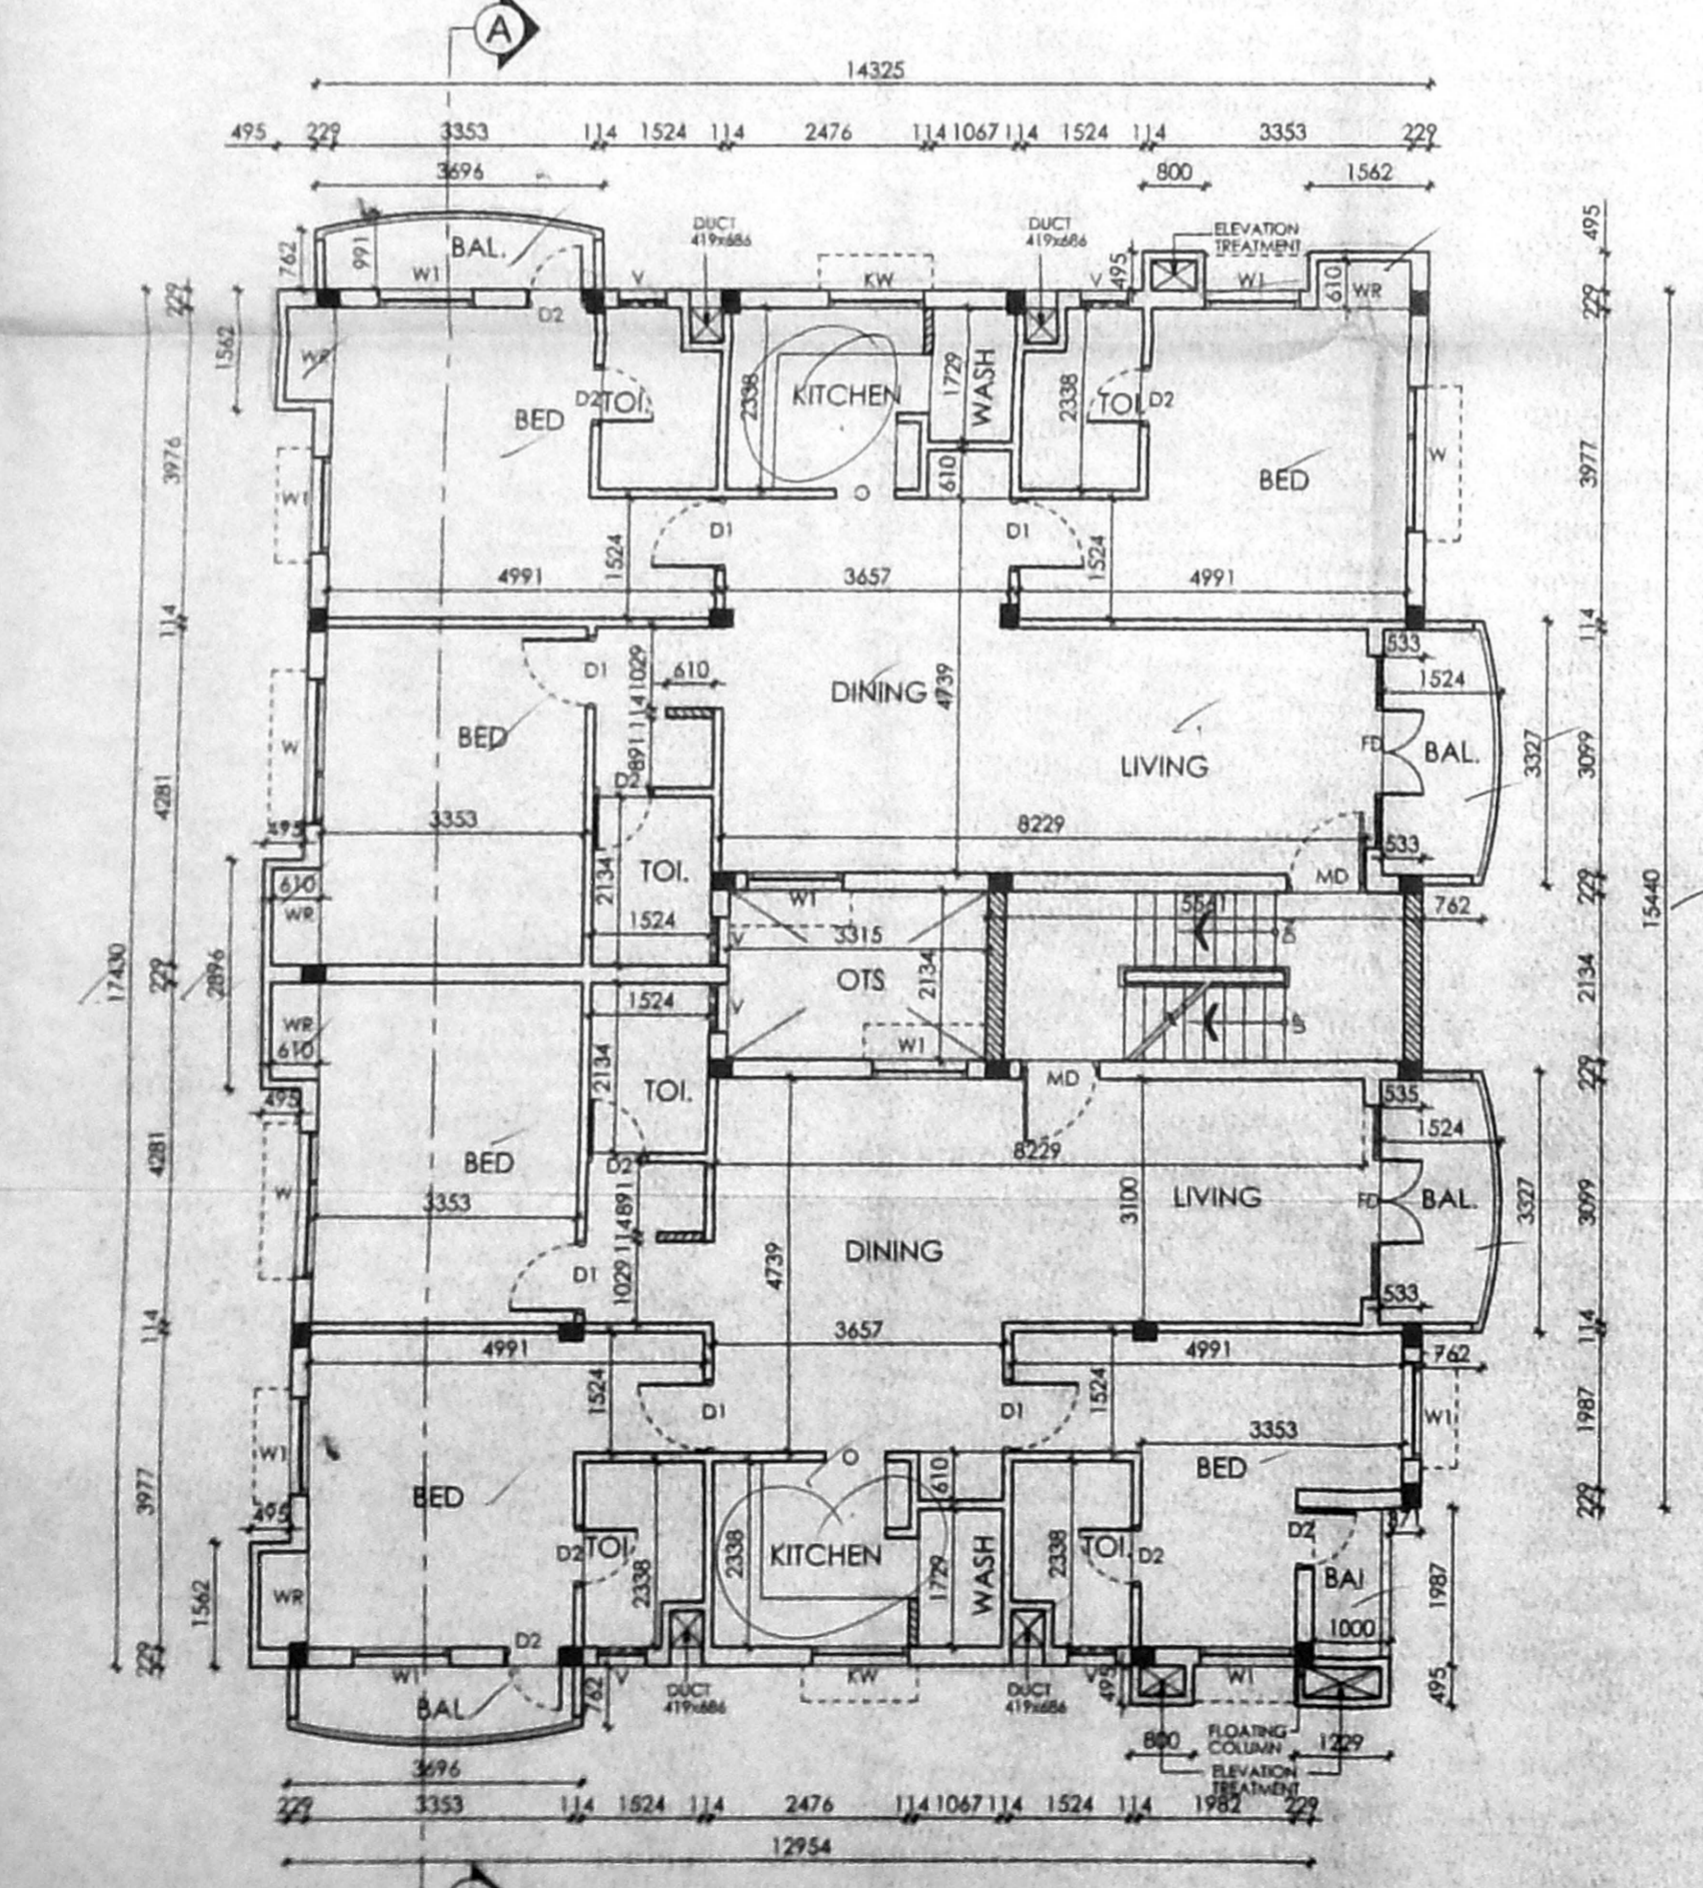 A
14325
495 229 3353 114 1524 114 2476 114 1067 114 1524 114 3353 229
3696 800 1562
DUCT
419x686
DUCT
419x686
ELEVATION
TREATMENT
495
762 991 BAL.
W1 V KW V 495 W1 610 WR
229 D2 229
1562 WR
BED D2 TOI. 2338 KITCHEN 1729 WASH 2338 TOI. D2
3976 W1 610 BED W 3977
D1 D1
1524 1524
4991 3657 4991
114 114
D1 1029 610 533
114 DINING 4739 1524
BED 891 FD BAL. 3327 3099
W D2 LIVING
4281
3353 8229
495 533
610 TOI. MD
WR 2134 W1 5561 229
1524 V 3315 DN 762
17430 2896 229 OTS 2134 2134 15440
1524 V
WR UP
610 2134 W1
TOI. MD 229
495 535
1524
4281 BED D2 8229
W 891 3100 LIVING FD BAL. 3327 3099
3353 114
D1 1029 4739 DINING 533
114 114
3657
4991 4991 762
1524 1524
D1 D1 W1 1987
W1 3353
BED 610 BED
3977 229
495 D2 371
D2 TOI. 2338 2338 KITCHEN 1729 WASH 2338 TOI. D2
1562 WR BAL 1987
1000
229 D2
W1 V KW V W1
BAL. 762 DUCT
419x686
DUCT
419x686
495 495
800 FLOATING
COLUMN
1229
3696 ELEVATION
TREATMENT
229 3353 114 1524 114 2476 114 1067 114 1524 114 1982 229
12954